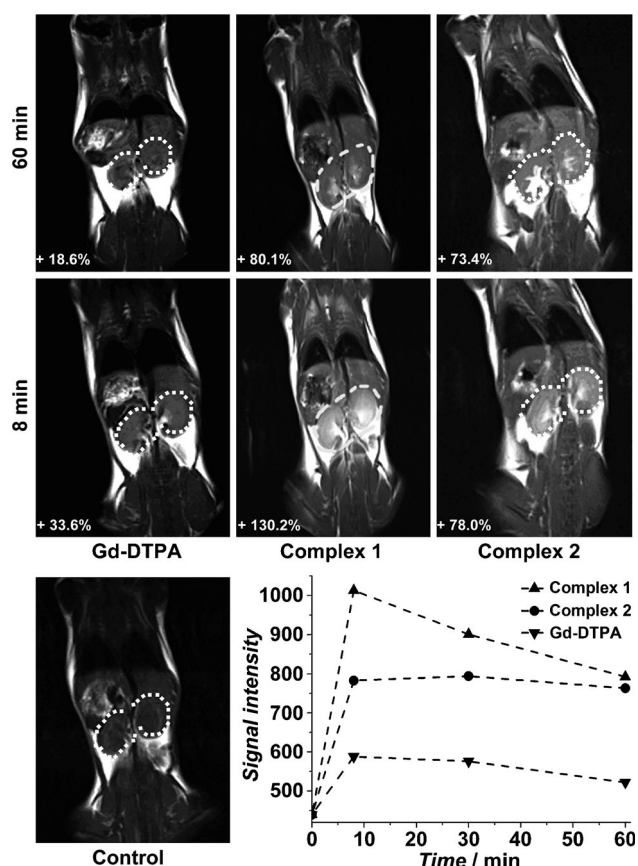 60 min
+ 18.6%
+ 80.1%
+ 73.4%
8 min
+ 33.6%
+ 130.2%
+ 78.0%
Gd-DTPA
Complex 1
Complex 2
Control
Signal intensity
1000
900
800
700
600
500
Complex 1
Complex 2
Gd-DTPA
0
10
20
30
40
50
60
Time / min